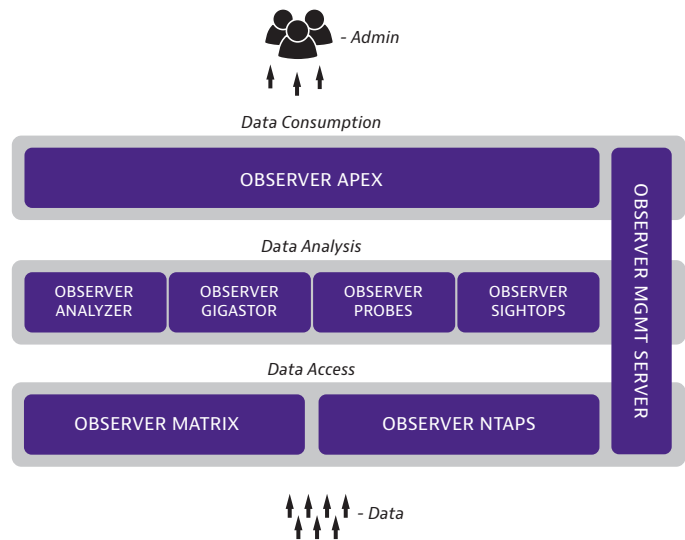 - Admin
Data Consumption
OBSERVER APEX
OBSERVER MGMT SERVER
Data Analysis
OBSERVER
ANALYZER
OBSERVER
GIGASTOR
OBSERVER
PROBES
OBSERVER
SIGHTOPS
Data Access
OBSERVER MATRIX
OBSERVER NTAPS
- Data